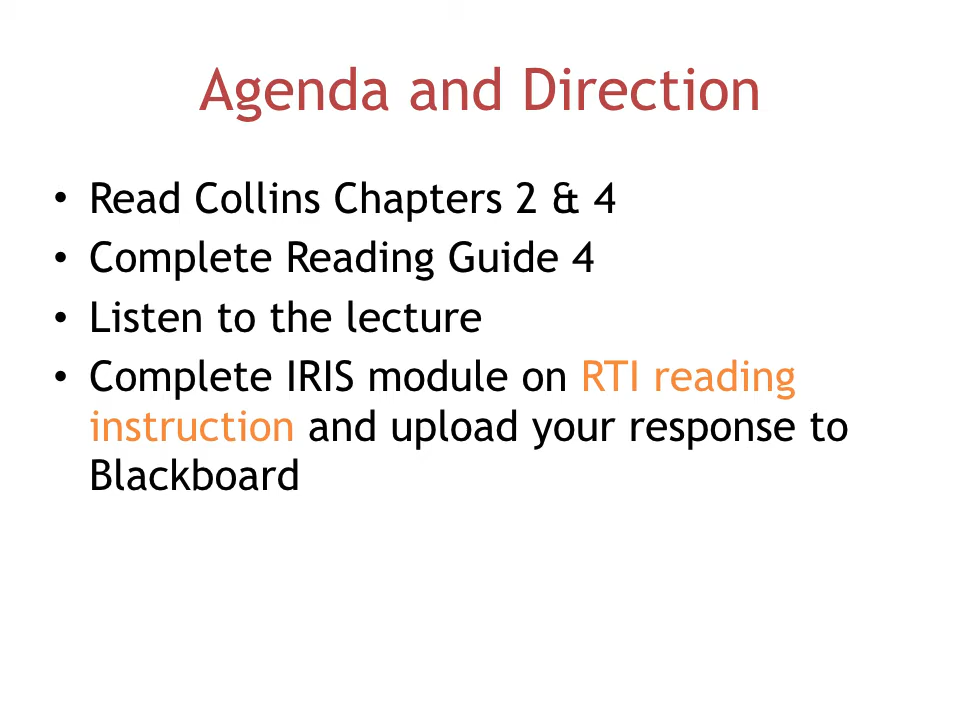 Agenda and Direction
• Read Collins Chapters 2 & 4
• Complete Reading Guide 4
• Listen to the lecture
• Complete IRIS module on RTI reading
instruction and upload your response to
Blackboard